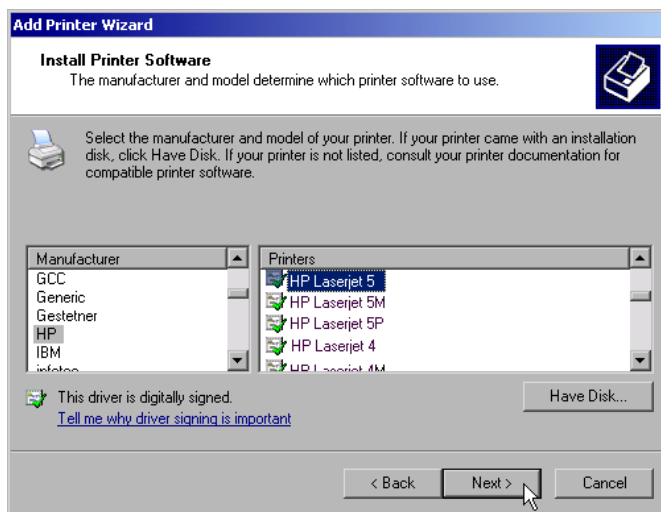 Add Printer Wizard
Install Printer Software
The manufacturer and model determine which printer software to use.
Select the manufacturer and model of your printer. If your printer came with an installation
disk, click Have Disk. If your printer is not listed, consult your printer documentation for
compatible printer software.
Manufacturer
GCC
Generic
Gestetner
HP
IBM
infotec
Printers
HP Laserjet 5
HP Laserjet 5M
HP Laserjet 5P
HP Laserjet 4
HP Laserjet 4M
This driver is digitally signed.
Tell me why driver signing is important
Have Disk...
< Back
Next >
Cancel